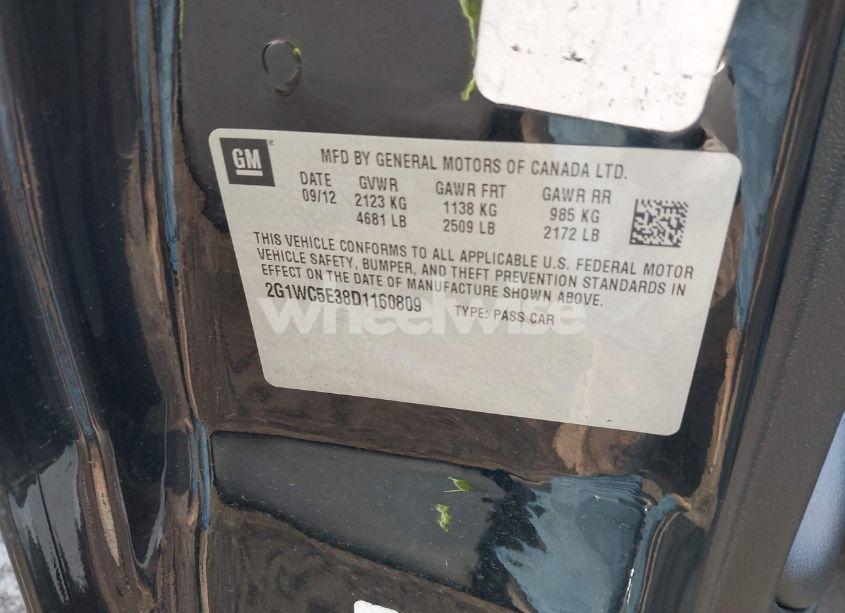 GM
MFD BY GENERAL MOTORS OF CANADA LTD.
DATE GVWR GAWR FRT GAWR RR
09/12 2123 KG 1138 KG 985 KG
4681 LB 2509 LB 2172 LB
THIS VEHICLE CONFORMS TO ALL APPLICABLE U.S. FEDERAL MOTOR
VEHICLE SAFETY, BUMPER, AND THEFT PREVENTION STANDARDS IN
EFFECT ON THE DATE OF MANUFACTURE SHOWN ABOVE.
2G1WC5E38D1160809 TYPE: PASS CAR
wheelwise